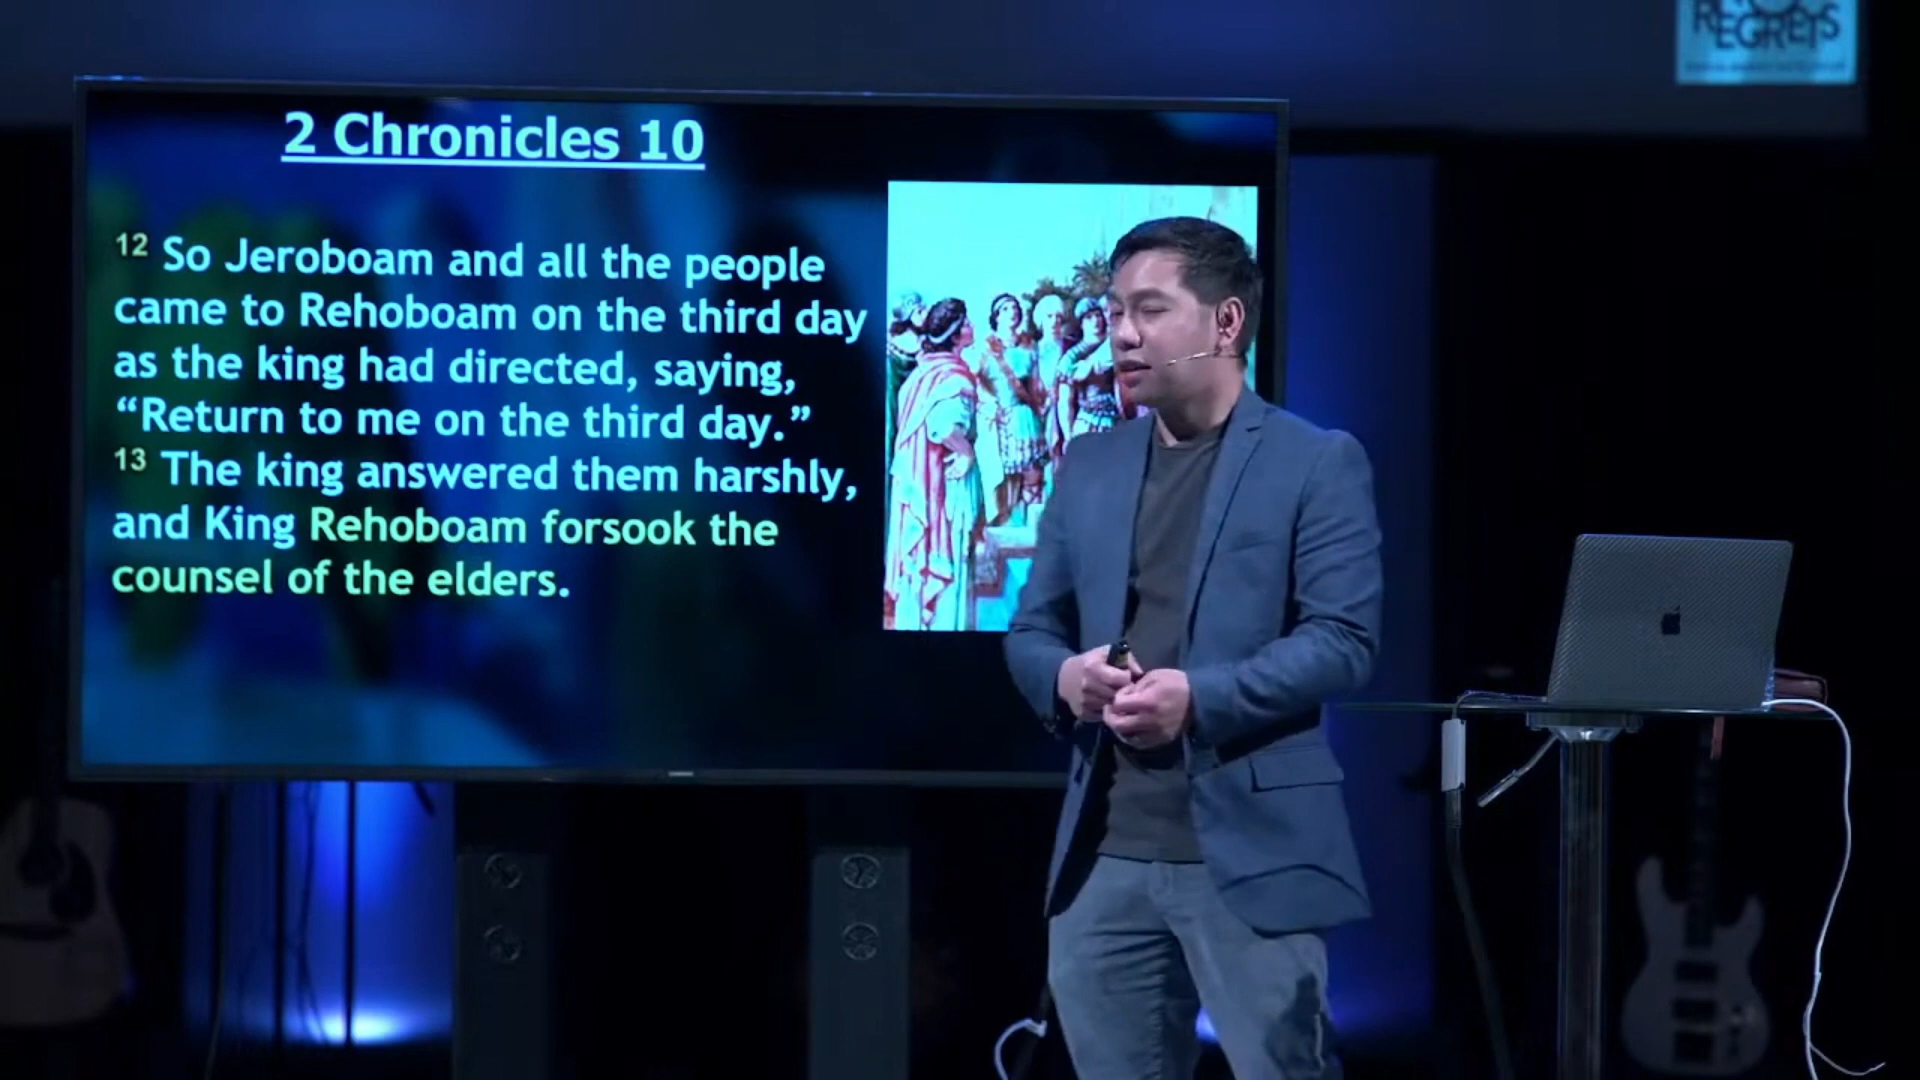 REGRETS
2 Chronicles 10
12 So Jeroboam and all the people
came to Rehoboam on the third day
as the king had directed, saying,
“Return to me on the third day.”
13 The king answered them harshly,
and King Rehoboam forsook the
counsel of the elders.